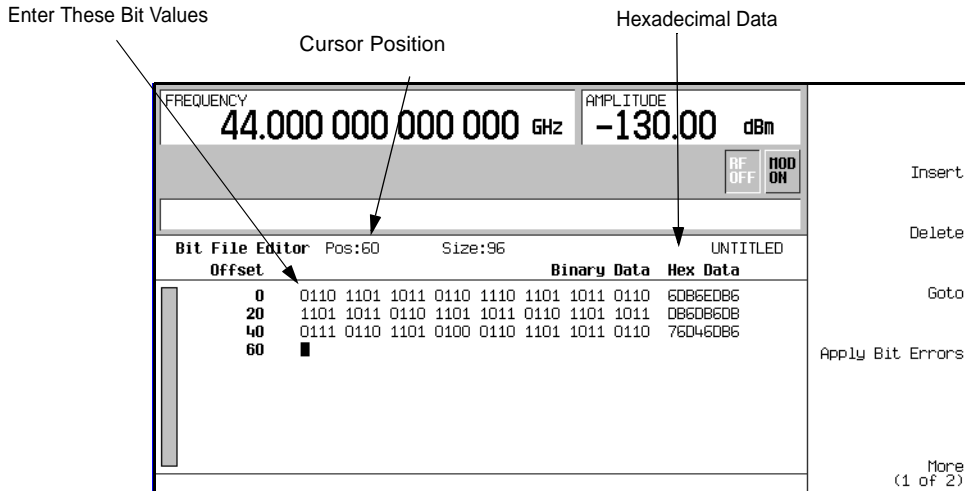 Enter These Bit Values
Cursor Position
Hexadecimal Data
FREQUENCY
44.000 000 000 000 GHz
AMPLITUDE
-130.00 dBm
RF OFF
MOD ON
Insert
Delete
Goto
Apply Bit Errors
More
(1 of 2)
Bit File Editor Pos:60 Size:96 UNTITLED
Offset Binary Data Hex Data
0 0110 1101 1011 0110 1110 1101 1011 0110 6DB6EDB6
20 1101 1011 0110 1101 1011 0110 1101 1011 DB6DB6DB
40 0111 0110 1101 0100 0110 1101 1011 0110 76D46DB6
60